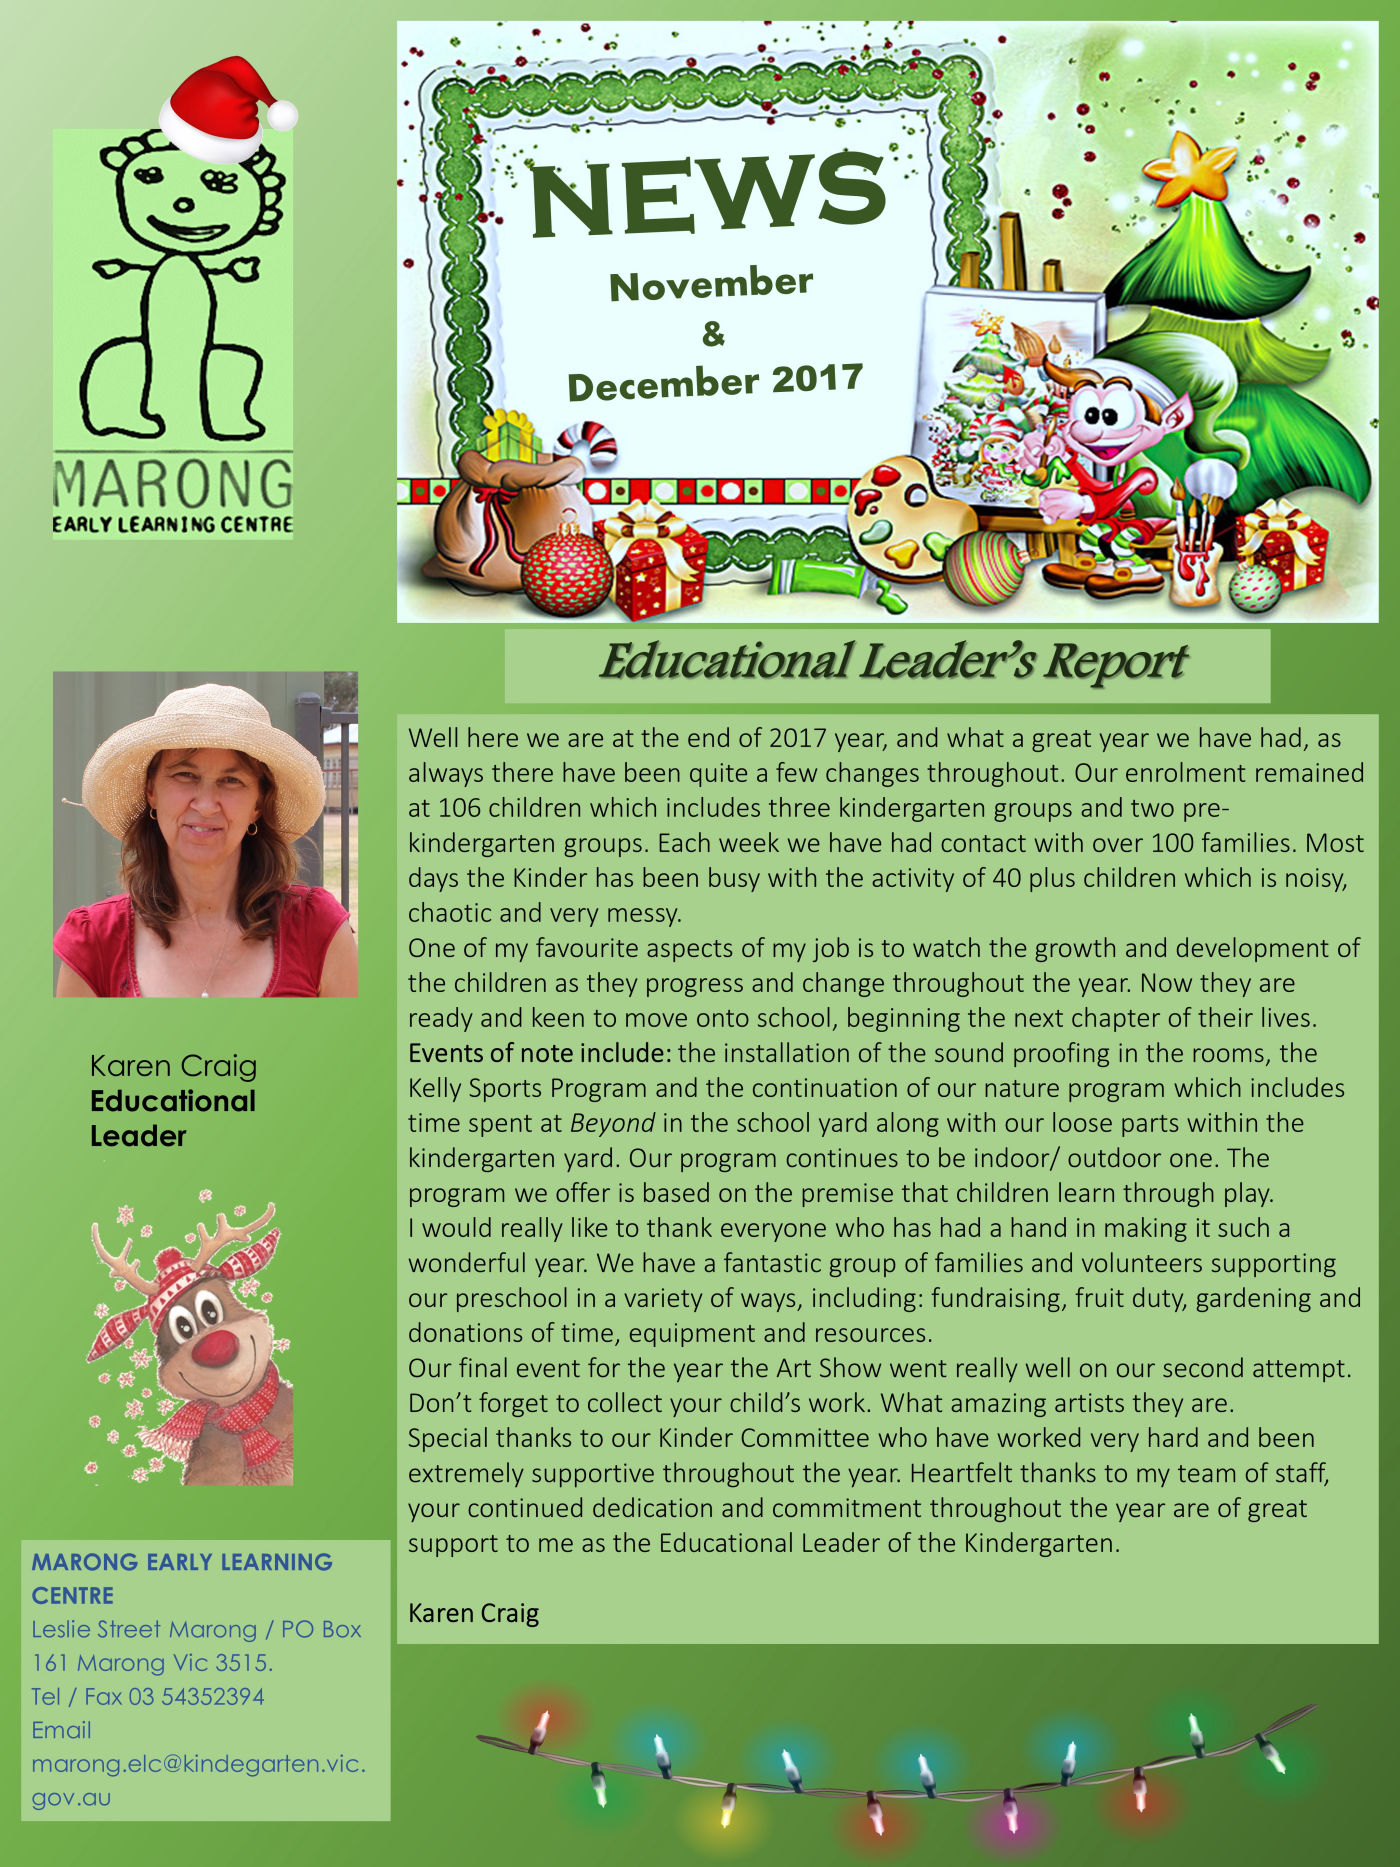 MARONG
EARLY LEARNING CENTRE
NEWS
November
&
December 2017
Educational Leader's Report
Well here we are at the end of 2017 year, and what a great year we have had, as
always there have been quite a few changes throughout. Our enrolment remained
at 106 children which includes three kindergarten groups and two pre-
kindergarten groups. Each week we have had contact with over 100 families. Most
days the Kinder has been busy with the activity of 40 plus children which is noisy,
chaotic and very messy.
One of my favourite aspects of my job is to watch the growth and development of
the children as they progress and change throughout the year. Now they are
ready and keen to move onto school, beginning the next chapter of their lives.
Events of note include: the installation of the sound proofing in the rooms, the
Kelly Sports Program and the continuation of our nature program which includes
time spent at Beyond in the school yard along with our loose parts within the
kindergarten yard. Our program continues to be indoor/ outdoor one. The
program we offer is based on the premise that children learn through play.
I would really like to thank everyone who has had a hand in making it such a
wonderful year. We have a fantastic group of families and volunteers supporting
our preschool in a variety of ways, including: fundraising, fruit duty, gardening and
donations of time, equipment and resources.
Our final event for the year the Art Show went really well on our second attempt.
Don't forget to collect your child's work. What amazing artists they are.
Special thanks to our Kinder Committee who have worked very hard and been
extremely supportive throughout the year. Heartfelt thanks to my team of staff,
your continued dedication and commitment throughout the year are of great
support to me as the Educational Leader of the Kindergarten.
Karen Craig
Karen Craig
Educational
Leader
MARONG EARLY LEARNING
CENTRE
Leslie Street Marong / PO Box
161 Marong Vic 3515.
Tel / Fax 03 54352394
Email
marong.elc@kindegarten.vic.
gov.au